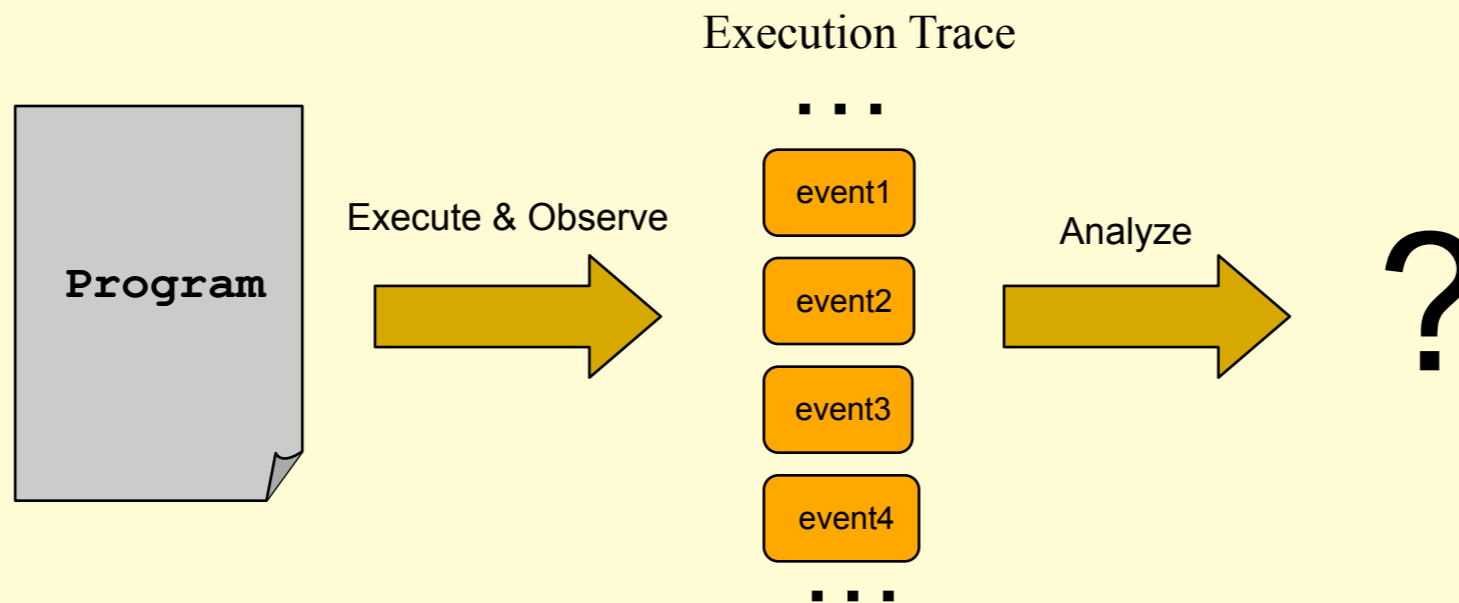 Execution Trace
...
event1
Execute & Observe
Analyze
Program
event2
?
event3
event4
...